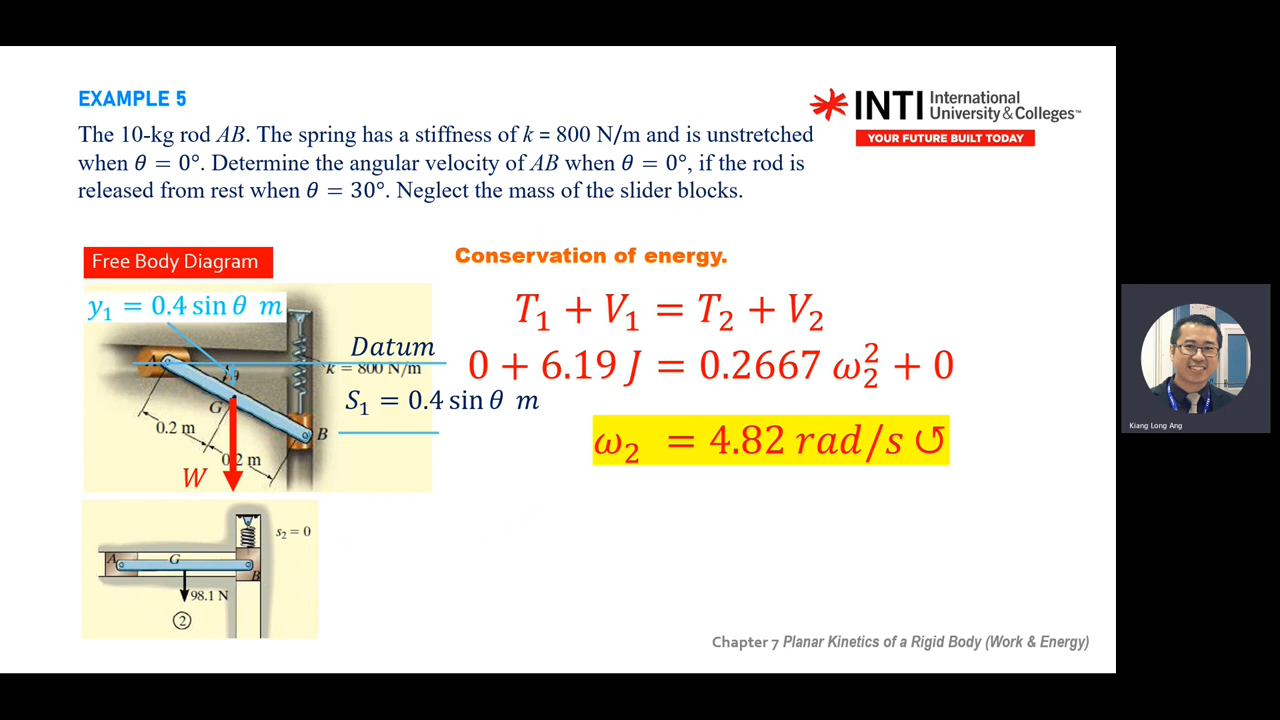 EXAMPLE 5
INTI International University & Colleges™
YOUR FUTURE BUILT TODAY
The 10-kg rod AB. The spring has a stiffness of k = 800 N/m and is unstretched
when θ = 0°. Determine the angular velocity of AB when θ = 0°, if the rod is
released from rest when θ = 30°. Neglect the mass of the slider blocks.
Free Body Diagram
Conservation of energy.
y₁ = 0.4 sin θ m
T₁ + V₁ = T₂ + V₂
Datum
A
θ
k = 800 N/m
0 + 6.19 J = 0.2667 ω₂² + 0
S₁ = 0.4 sin θ m
G
0.2 m
B
ω₂ = 4.82 rad/s ↺
0.2 m
W
s₂ = 0
A
G
B
98.1 N
②
Kiang Long Ang
Chapter 7 Planar Kinetics of a Rigid Body (Work & Energy)